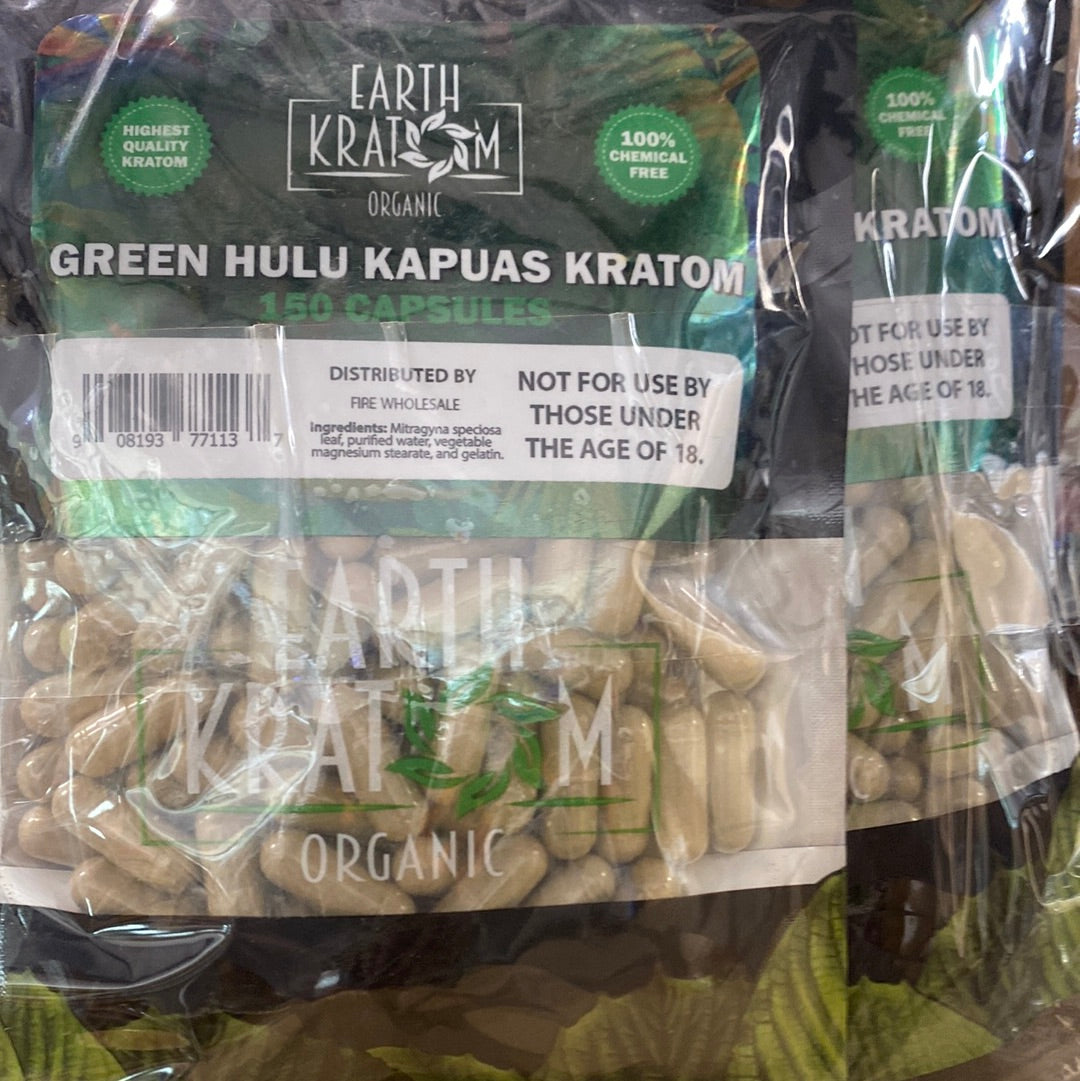 HIGHEST
QUALITY
KRATOM
EARTH
KRATOM
ORGANIC
100%
CHEMICAL
FREE
GREEN HULU KAPUAS KRATOM
150 CAPSULES
9 08193 77113 7
DISTRIBUTED BY
FIRE WHOLESALE
Ingredients: Mitragyna speciosa
leaf, purified water, vegetable
magnesium stearate, and gelatin.
NOT FOR USE BY
THOSE UNDER
THE AGE OF 18.
EARTH
KRATOM
ORGANIC
100%
CHEMICAL
FREE
KRATOM
OT FOR USE BY
HOSE UNDER
THE AGE OF 18.
M